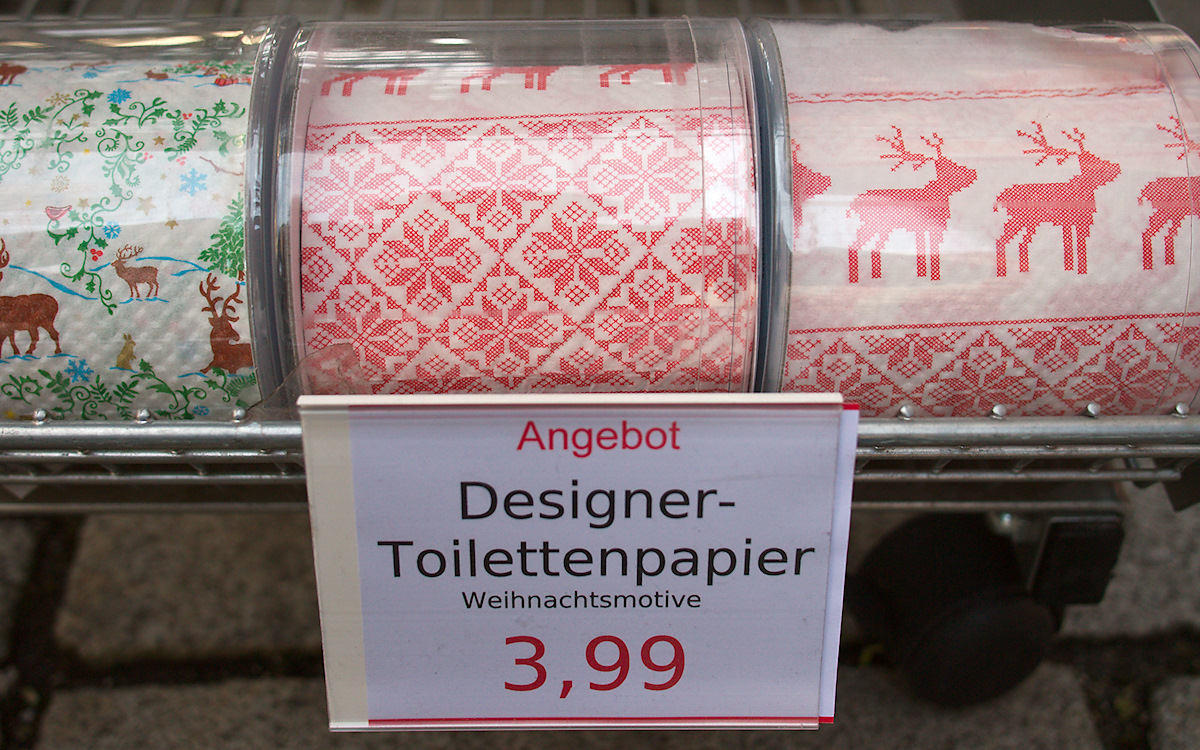 Angebot
Designer-
Toilettenpapier
Weihnachtsmotive
3,99